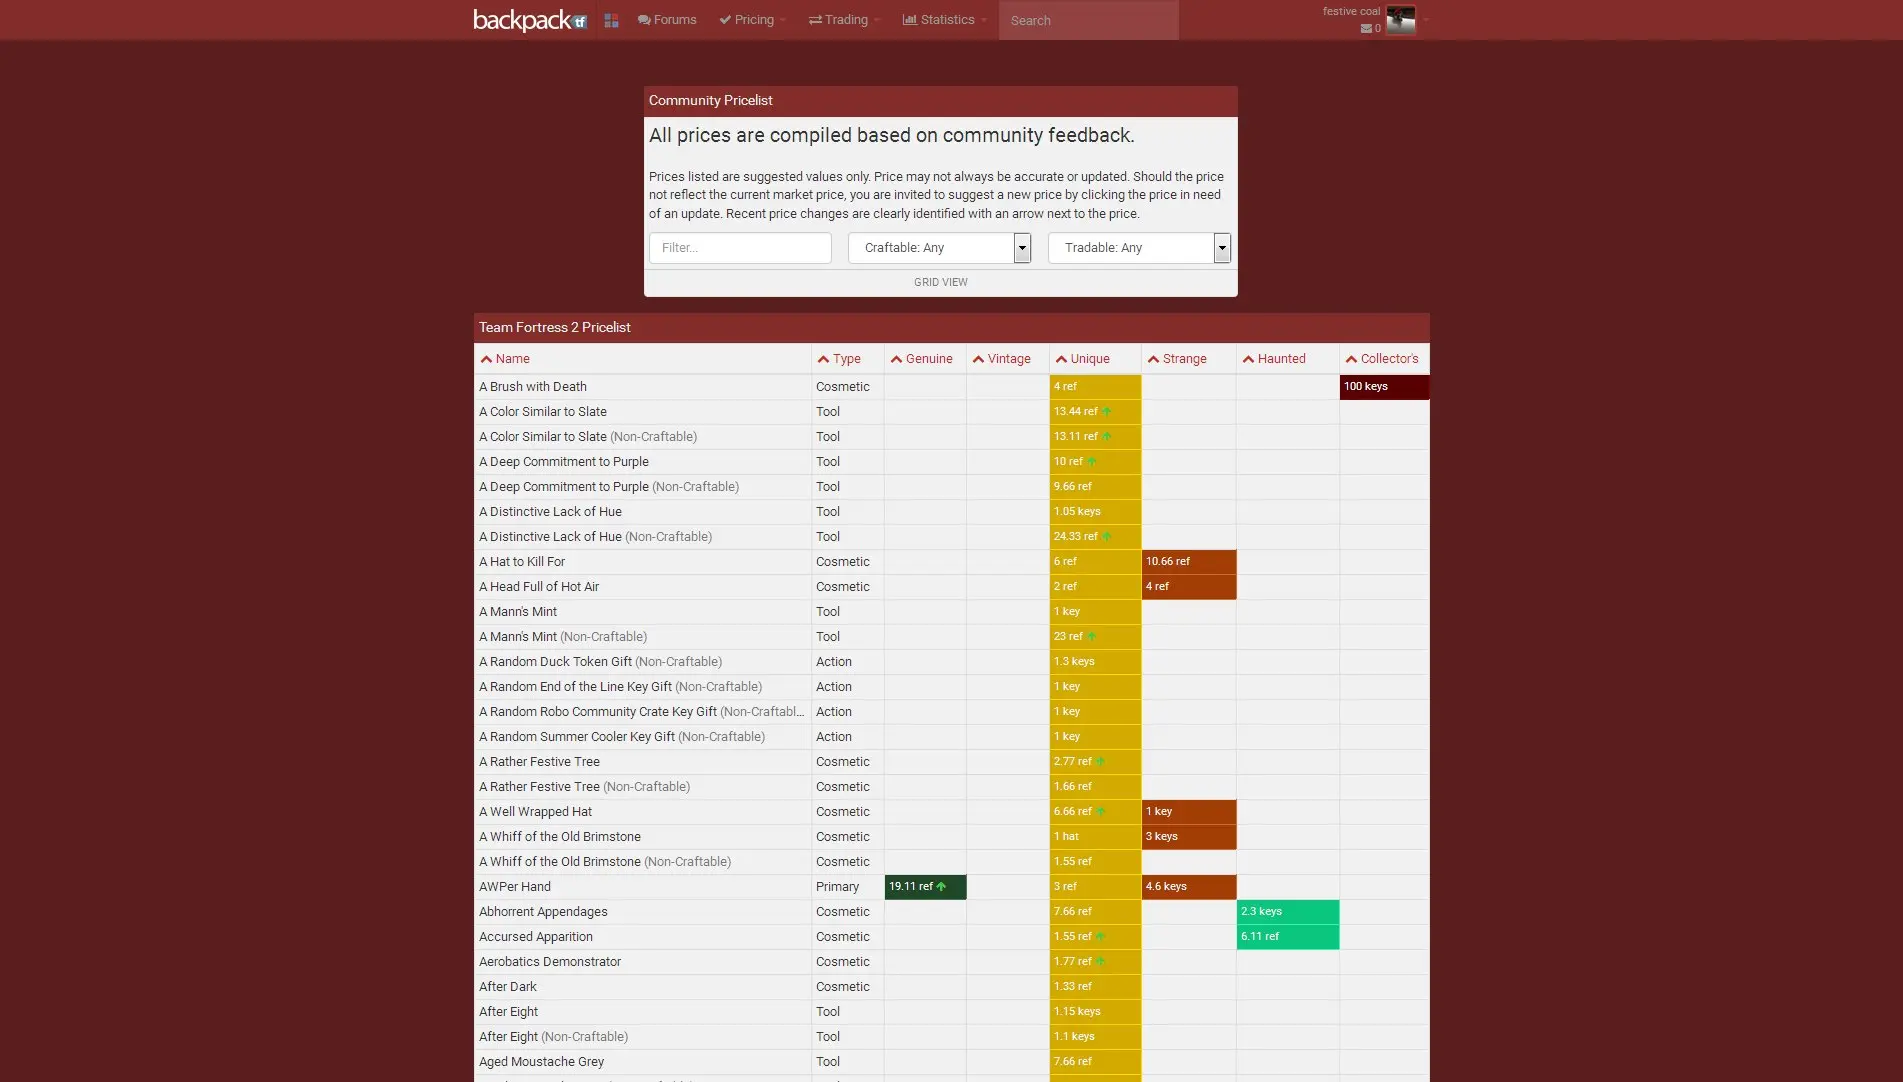 backpack tf Forums Pricing Trading Statistics Search festive coal
0
Community Pricelist
All prices are compiled based on community feedback.
Prices listed are suggested values only. Price may not always be accurate or updated. Should the price
not reflect the current market price, you are invited to suggest a new price by clicking the price in need
of an update. Recent price changes are clearly identified with an arrow next to the price.
Filter... Craftable: Any Tradable: Any
GRID VIEW
Team Fortress 2 Pricelist
Name Type Genuine Vintage Unique Strange Haunted Collector's
A Brush with Death Cosmetic 4 ref 100 keys
A Color Similar to Slate Tool 13.44 ref
A Color Similar to Slate (Non-Craftable) Tool 13.11 ref
A Deep Commitment to Purple Tool 10 ref
A Deep Commitment to Purple (Non-Craftable) Tool 9.66 ref
A Distinctive Lack of Hue Tool 1.05 keys
A Distinctive Lack of Hue (Non-Craftable) Tool 24.33 ref
A Hat to Kill For Cosmetic 6 ref 10.66 ref
A Head Full of Hot Air Cosmetic 2 ref 4 ref
A Mann's Mint Tool 1 key
A Mann's Mint (Non-Craftable) Tool 23 ref
A Random Duck Token Gift (Non-Craftable) Action 1.3 keys
A Random End of the Line Key Gift (Non-Craftable) Action 1 key
A Random Robo Community Crate Key Gift (Non-Craftabl... Action 1 key
A Random Summer Cooler Key Gift (Non-Craftable) Action 1 key
A Rather Festive Tree Cosmetic 2.77 ref
A Rather Festive Tree (Non-Craftable) Cosmetic 1.66 ref
A Well Wrapped Hat Cosmetic 6.66 ref 1 key
A Whiff of the Old Brimstone Cosmetic 1 hat 3 keys
A Whiff of the Old Brimstone (Non-Craftable) Cosmetic 1.55 ref
AWPer Hand Primary 19.11 ref 3 ref 4.6 keys
Abhorrent Appendages Cosmetic 7.66 ref 2.3 keys
Accursed Apparition Cosmetic 1.55 ref 6.11 ref
Aerobatics Demonstrator Cosmetic 1.77 ref
After Dark Cosmetic 1.33 ref
After Eight Tool 1.15 keys
After Eight (Non-Craftable) Tool 1.1 keys
Aged Moustache Grey Tool 7.66 ref